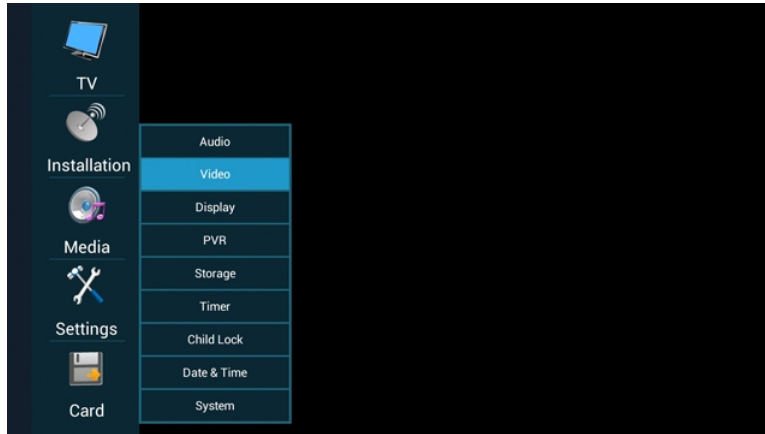 TV
Installation
Media
Settings
Card
Audio
Video
Display
PVR
Storage
Timer
Child Lock
Date & Time
System